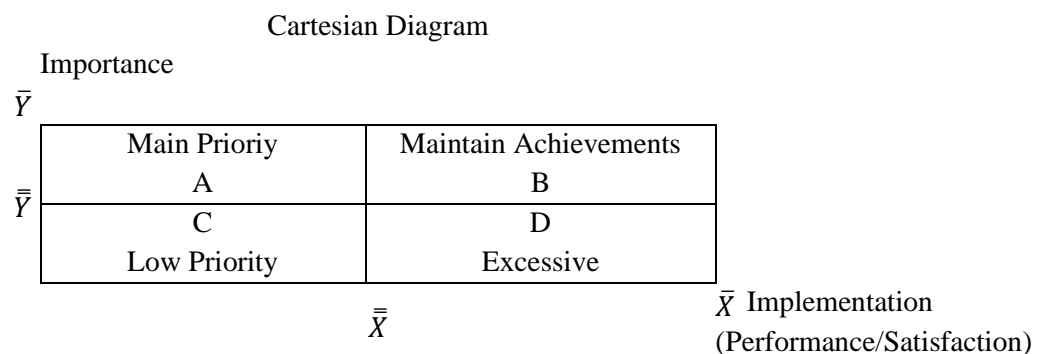 Cartesian Diagram
Importance
Ȳ
Main Prioriy Maintain Achievements
A B
Y̿
C D
Low Priority Excessive
X̿
X̄ Implementation
(Performance/Satisfaction)